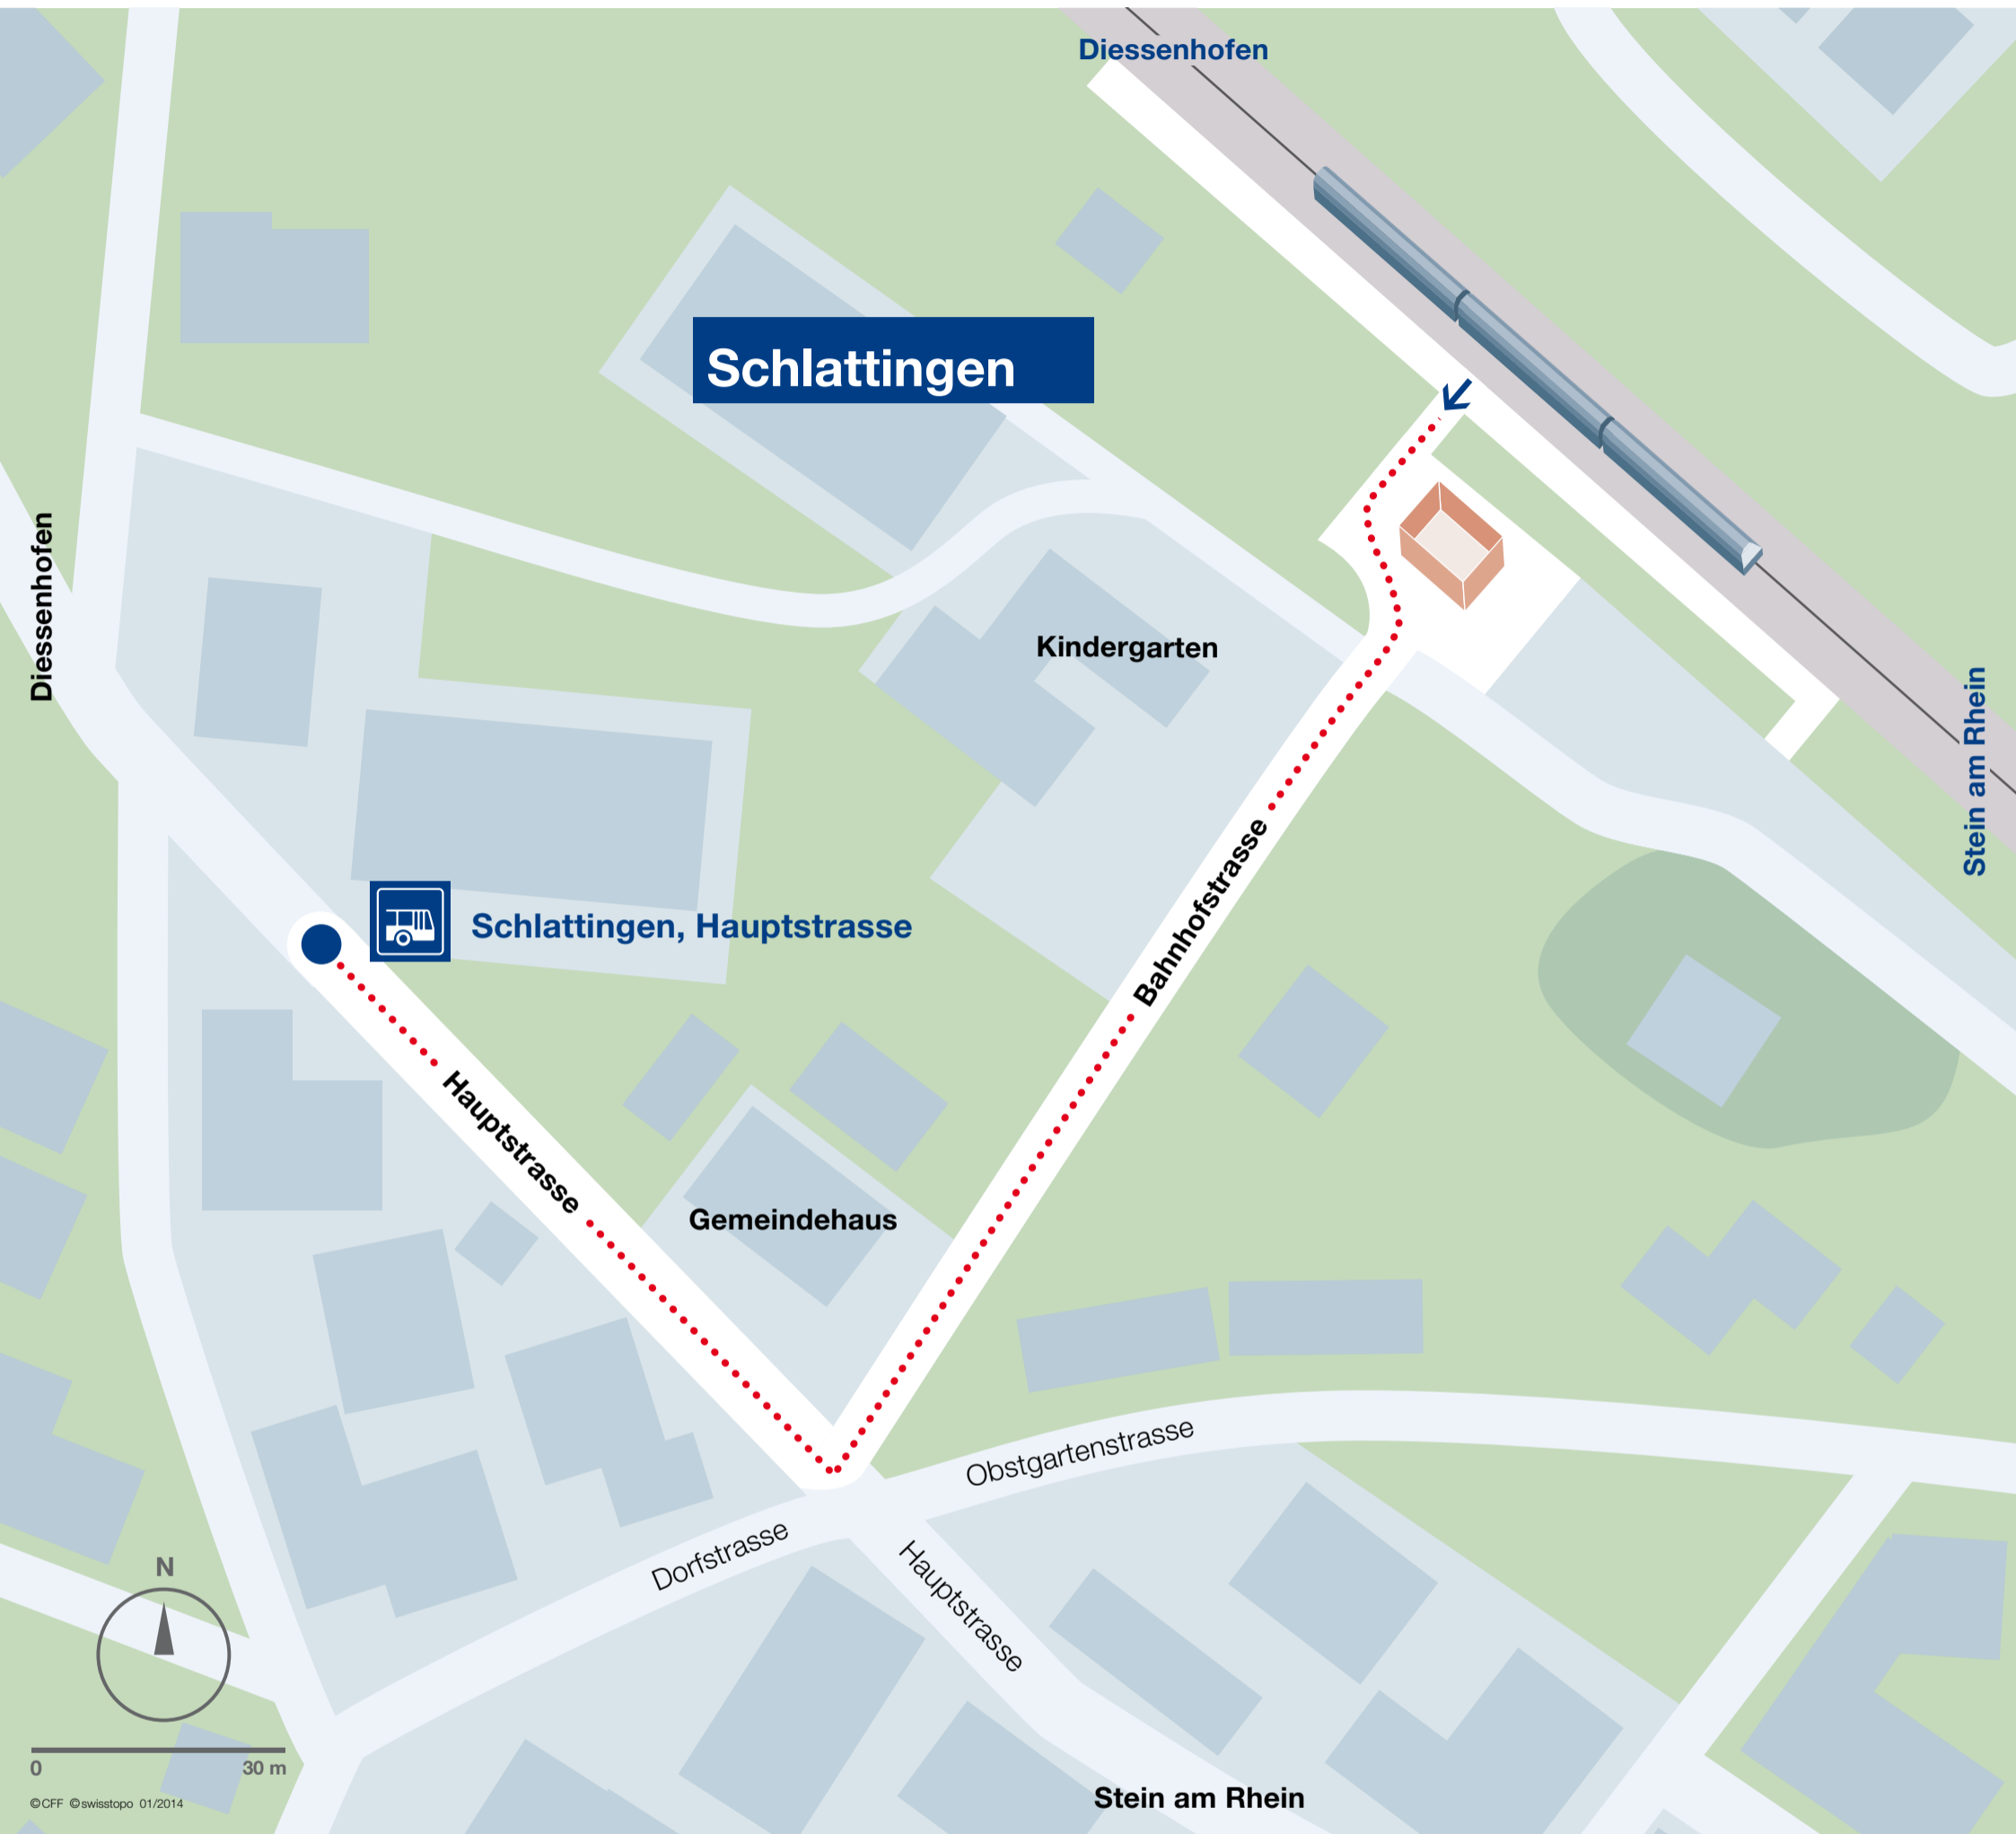 Diessenhofen
Schlattingen
Diessenhofen
Kindergarten
Stein am Rhein
Bahnhofstrasse
Schlattingen, Hauptstrasse
Hauptstrasse
Gemeindehaus
Obstgartenstrasse
Dorfstrasse
Hauptstrasse
N
0 30 m
©CFF ©swisstopo 01/2014
Stein am Rhein